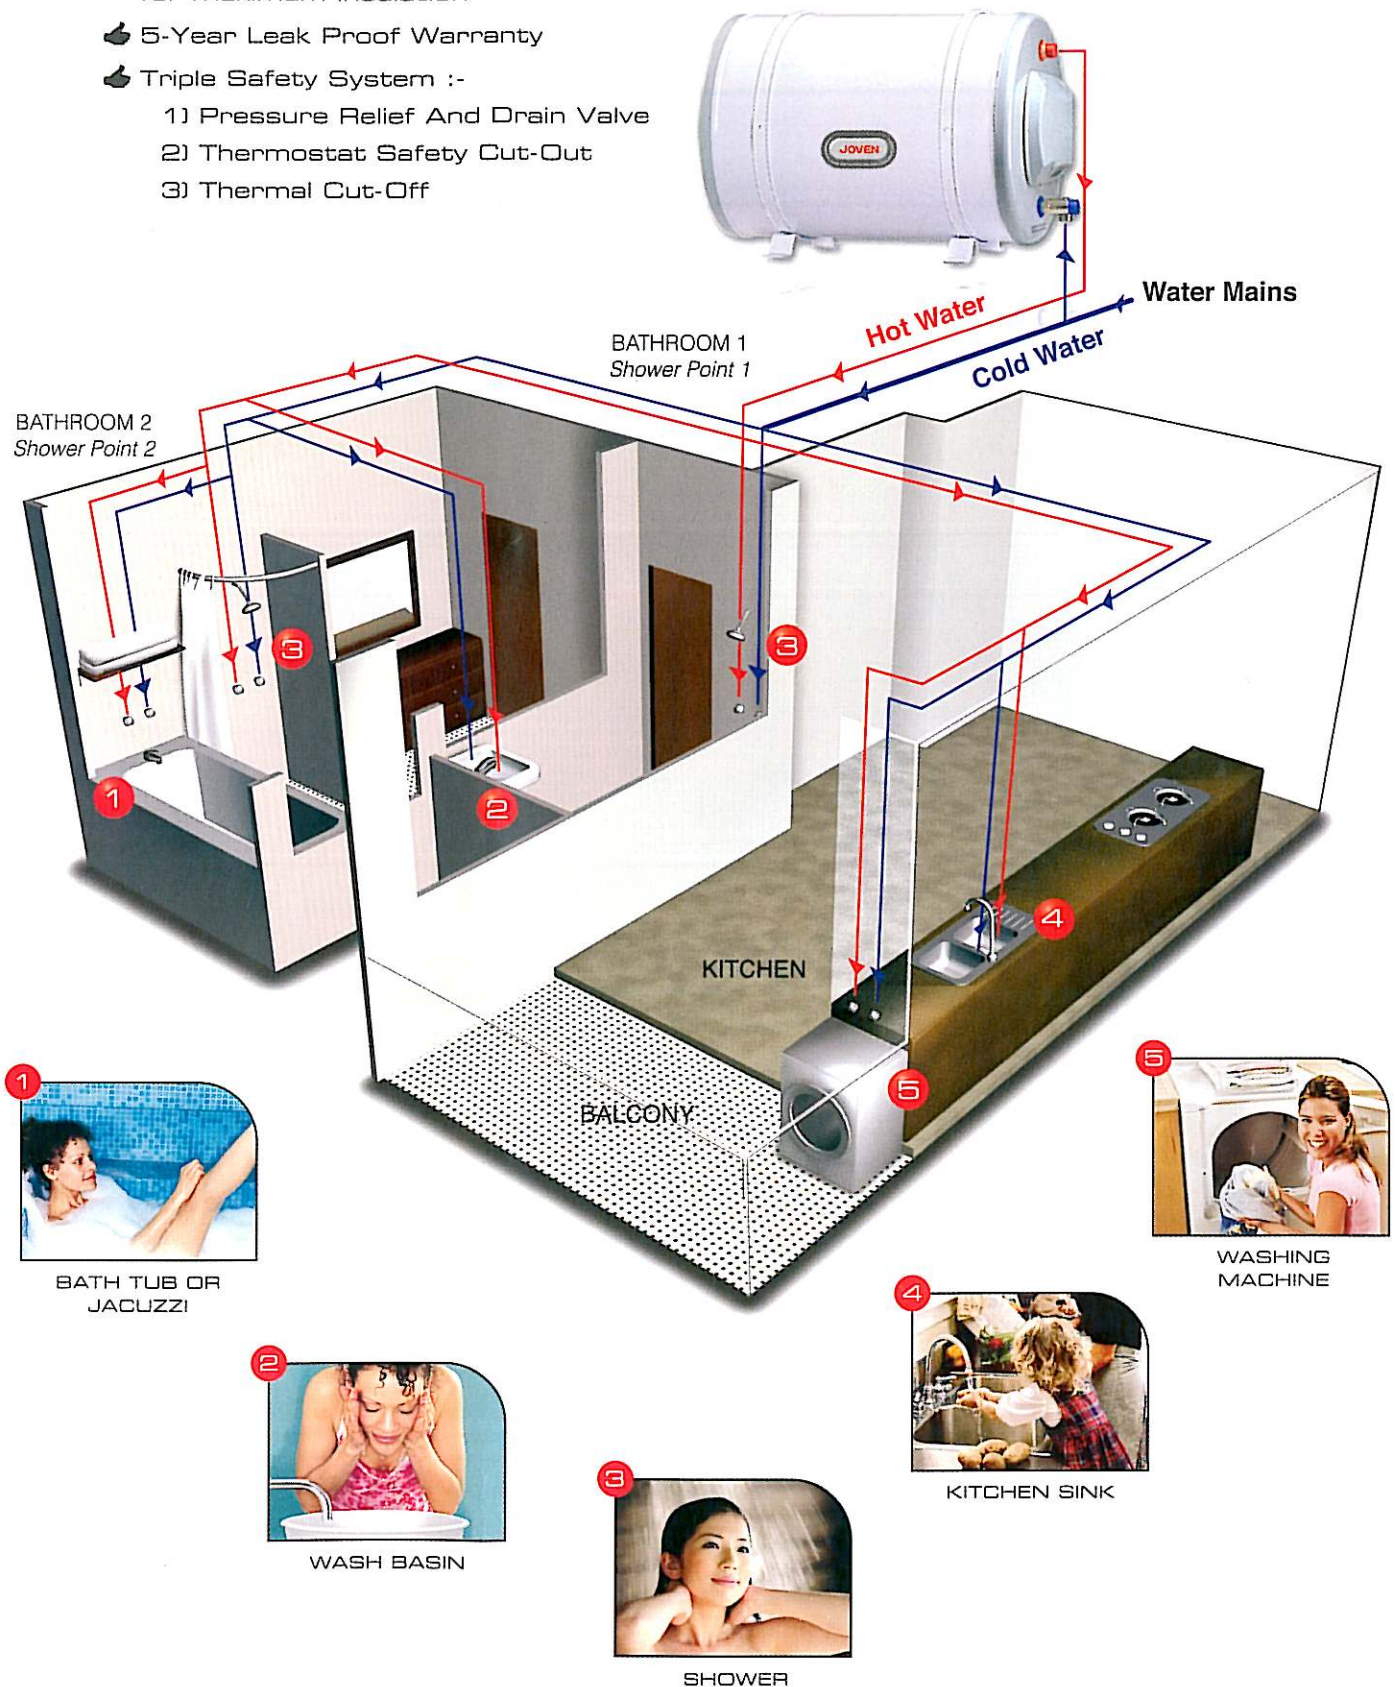 5-Year Leak Proof Warranty
Triple Safety System :-
1) Pressure Relief And Drain Valve
2) Thermostat Safety Cut-Out
3) Thermal Cut-Off
JOVEN
Water Mains
Hot Water
Cold Water
BATHROOM 1
Shower Point 1
BATHROOM 2
Shower Point 2
3
3
1
2
4
KITCHEN
5
BALCONY
1
BATH TUB OR
JACUZZI
5
WASHING
MACHINE
4
KITCHEN SINK
2
WASH BASIN
3
SHOWER